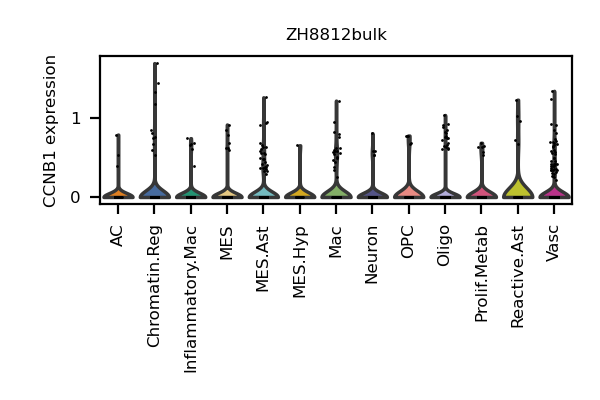 ZH8812bulk
CCNB1 expression
1
0
AC
Chromatin.Reg
Inflammatory.Mac
MES
MES.Ast
MES.Hyp
Mac
Neuron
OPC
Oligo
Prolif.Metab
Reactive.Ast
Vasc